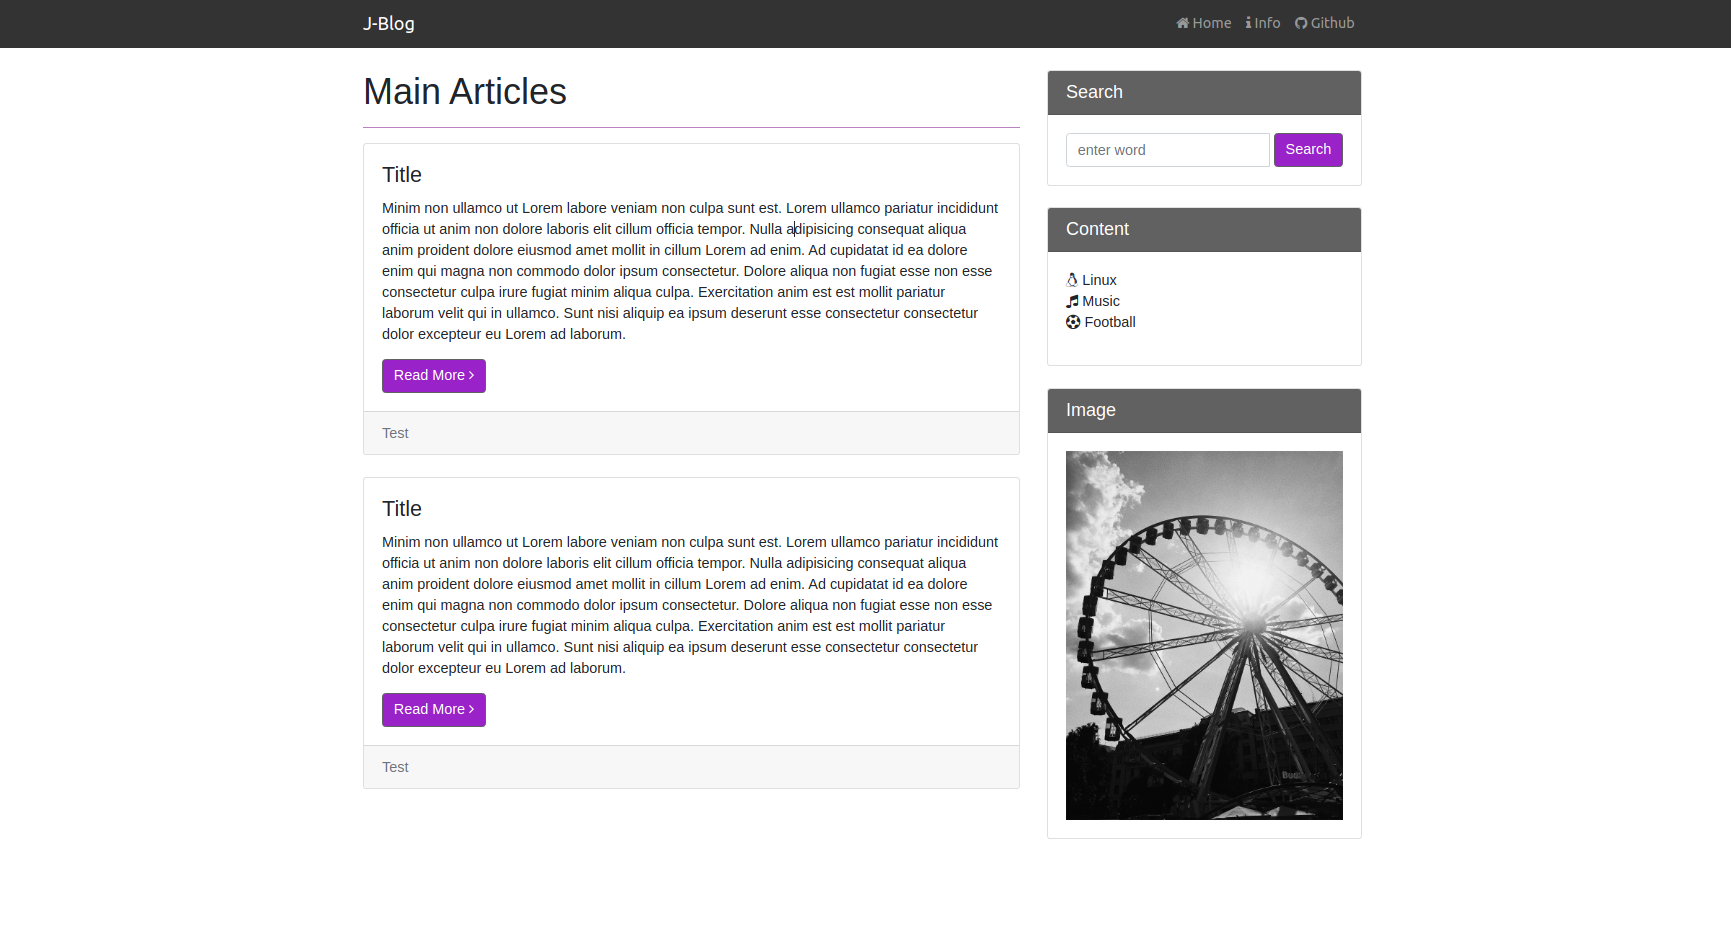 J-Blog
Home Info Github
Main Articles
Title
Minim non ullamco ut Lorem labore veniam non culpa sunt est. Lorem ullamco pariatur incididunt
officia ut anim non dolore laboris elit cillum officia tempor. Nulla adipisicing consequat aliqua
anim proident dolore eiusmod amet mollit in cillum Lorem ad enim. Ad cupidatat id ea dolore
enim qui magna non commodo dolor ipsum consectetur. Dolore aliqua non fugiat esse non esse
consectetur culpa irure fugiat minim aliqua culpa. Exercitation anim est est mollit pariatur
laborum velit qui in ullamco. Sunt nisi aliquip ea ipsum deserunt esse consectetur consectetur
dolor excepteur eu Lorem ad laborum.
Read More
Test
Title
Minim non ullamco ut Lorem labore veniam non culpa sunt est. Lorem ullamco pariatur incididunt
officia ut anim non dolore laboris elit cillum officia tempor. Nulla adipisicing consequat aliqua
anim proident dolore eiusmod amet mollit in cillum Lorem ad enim. Ad cupidatat id ea dolore
enim qui magna non commodo dolor ipsum consectetur. Dolore aliqua non fugiat esse non esse
consectetur culpa irure fugiat minim aliqua culpa. Exercitation anim est est mollit pariatur
laborum velit qui in ullamco. Sunt nisi aliquip ea ipsum deserunt esse consectetur consectetur
dolor excepteur eu Lorem ad laborum.
Read More
Test
Search
enter word
Search
Content
Linux
Music
Football
Image